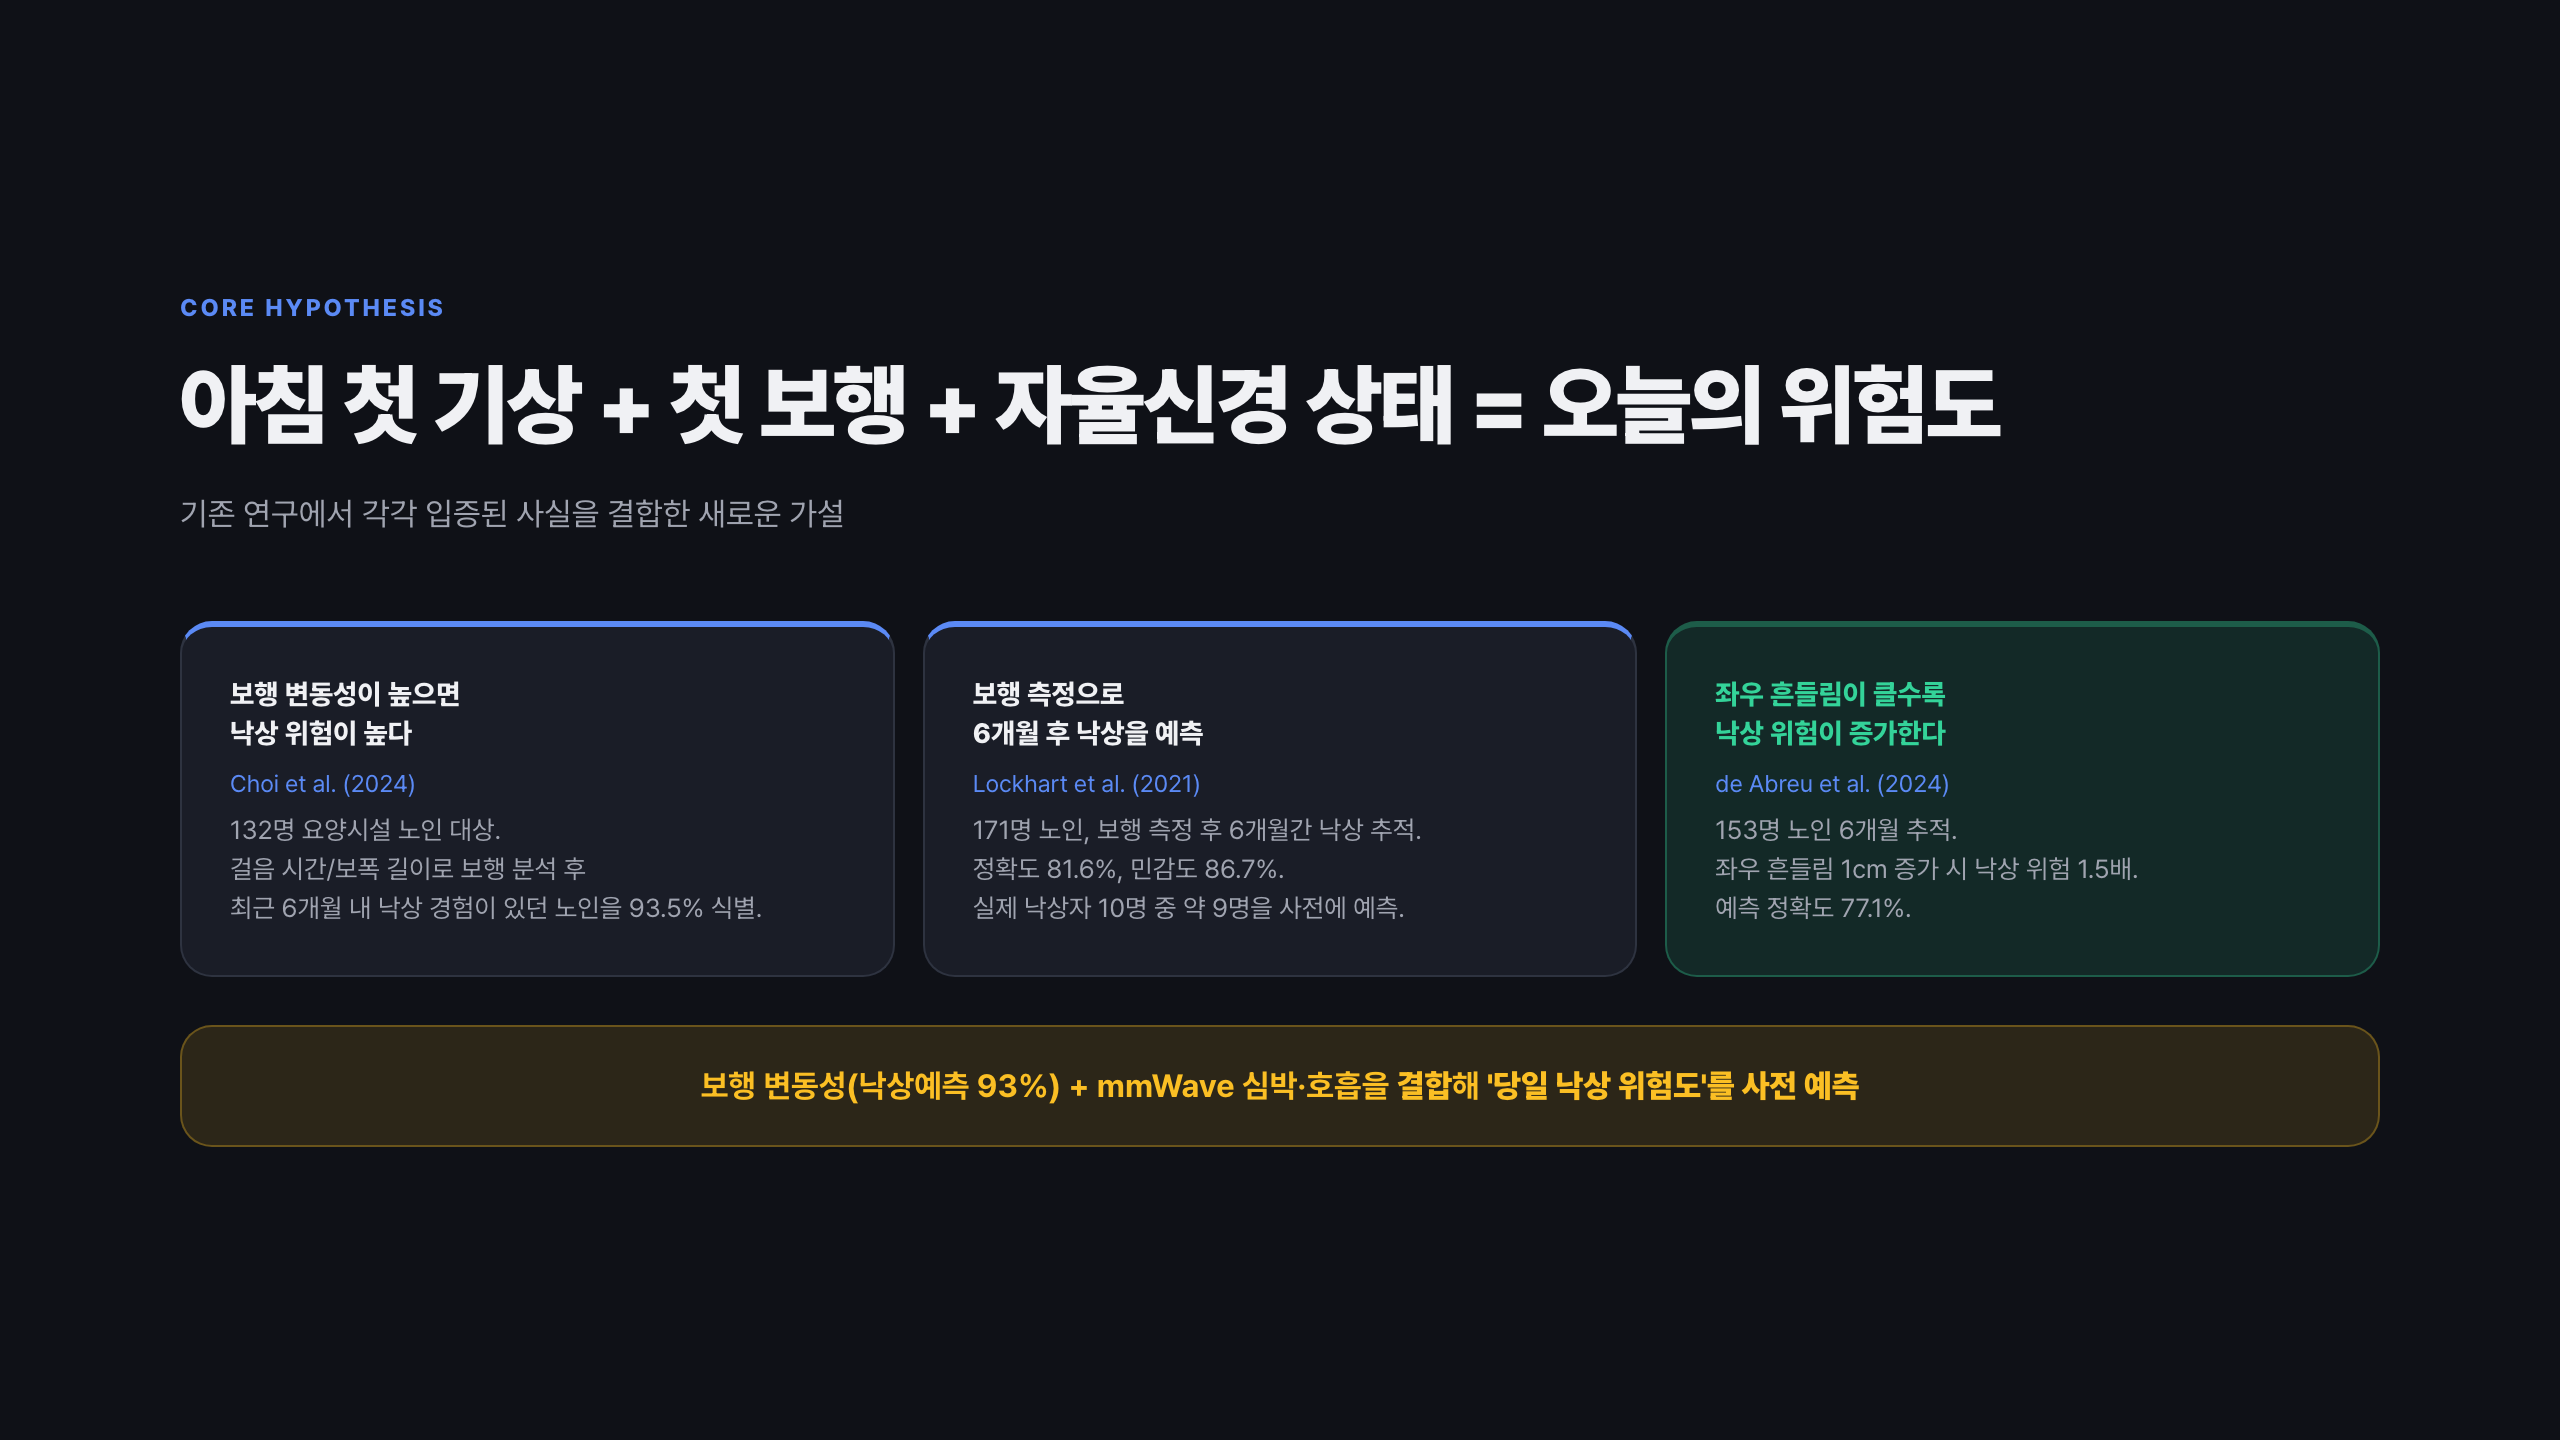 CORE HYPOTHESIS
아침 첫 기상 + 첫 보행 + 자율신경 상태 = 오늘의 위험도
기존 연구에서 각각 입증된 사실을 결합한 새로운 가설
보행 변동성이 높으면
낙상 위험이 높다
Choi et al. (2024)
132명 요양시설 노인 대상.
걸음 시간/보폭 길이로 보행 분석 후
최근 6개월 내 낙상 경험이 있던 노인을 93.5% 식별.
보행 측정으로
6개월 후 낙상을 예측
Lockhart et al. (2021)
171명 노인, 보행 측정 후 6개월간 낙상 추적.
정확도 81.6%, 민감도 86.7%.
실제 낙상자 10명 중 약 9명을 사전에 예측.
좌우 흔들림이 클수록
낙상 위험이 증가한다
de Abreu et al. (2024)
153명 노인 6개월 추적.
좌우 흔들림 1cm 증가 시 낙상 위험 1.5배.
예측 정확도 77.1%.
보행 변동성(낙상예측 93%) + mmWave 심박·호흡을 결합해 '당일 낙상 위험도'를 사전 예측